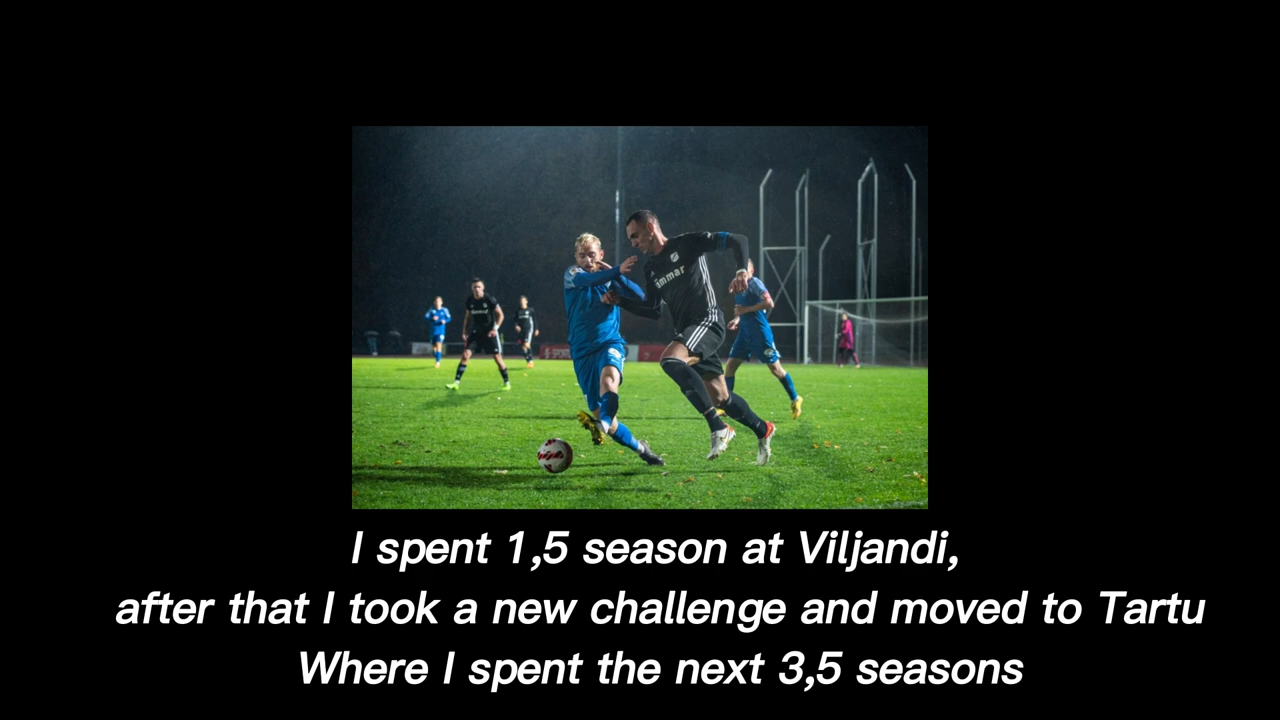 ımmar
I spent 1,5 season at Viljandi,
after that I took a new challenge and moved to Tartu
Where I spent the next 3,5 seasons